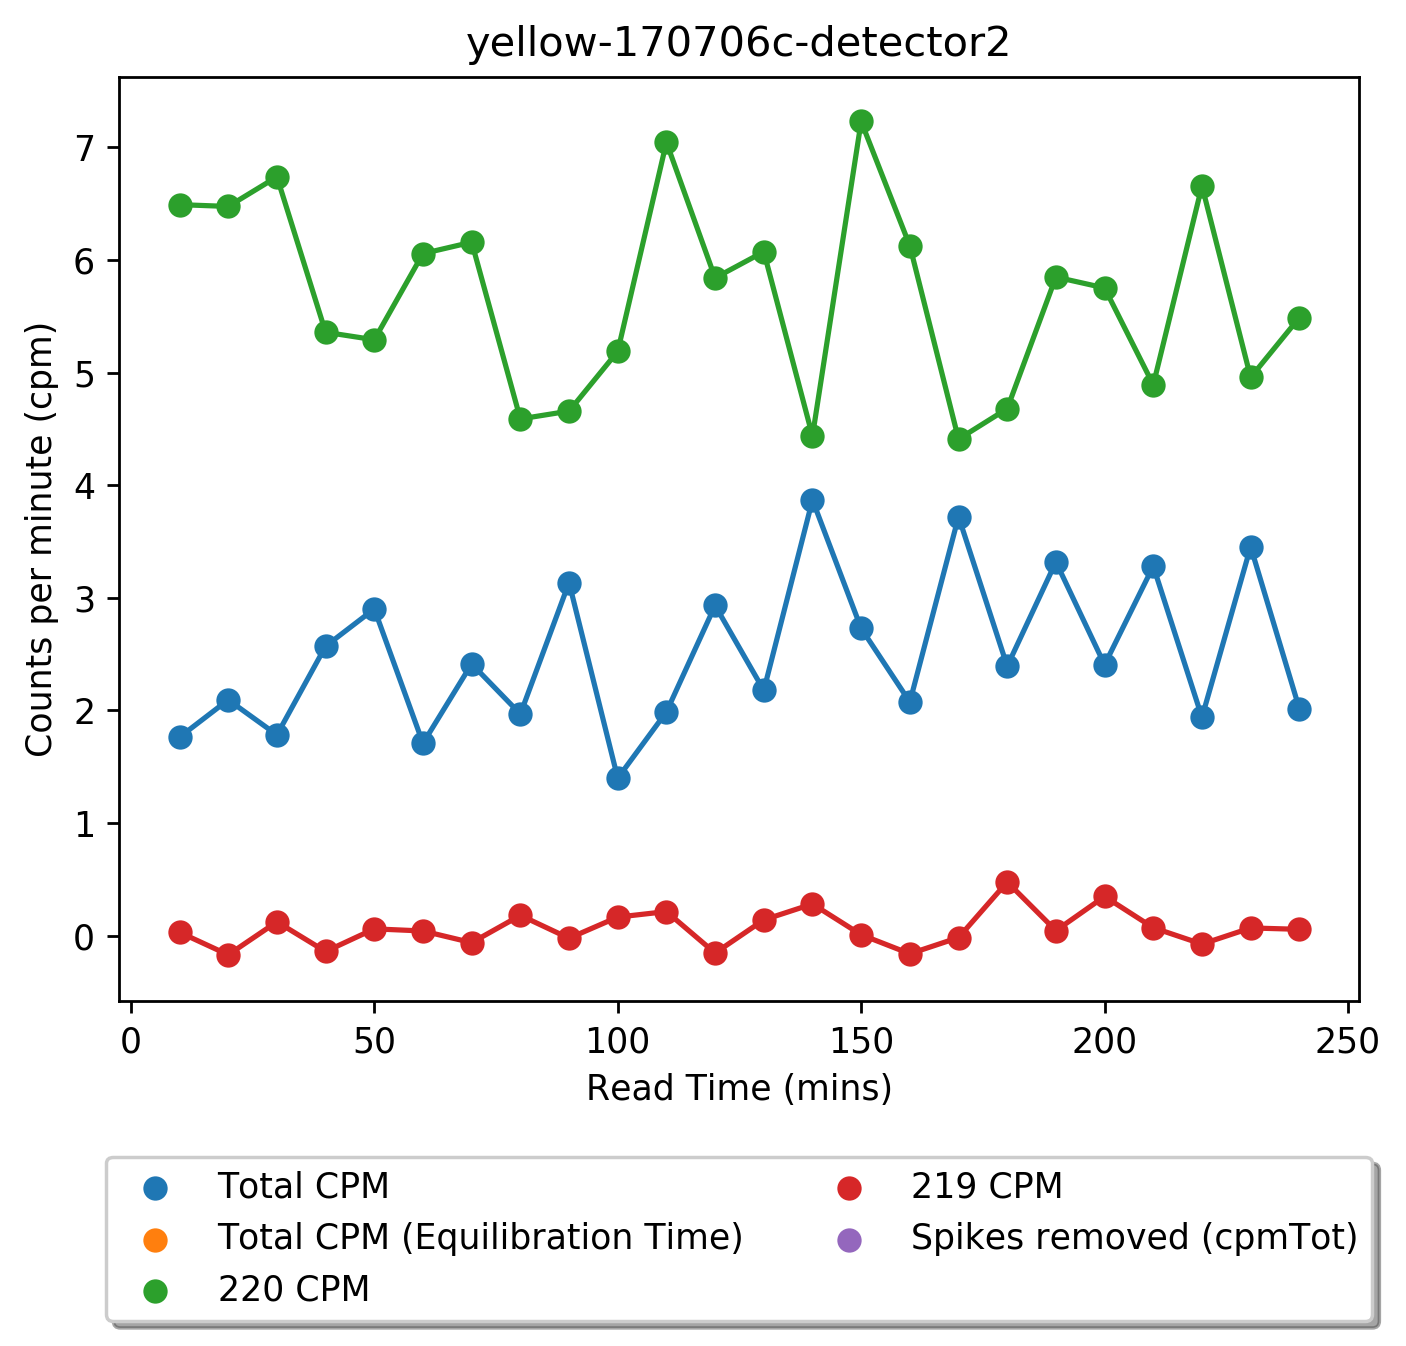 yellow-170706c-detector2
7
6
5
4
3
2
1
0
Counts per minute (cpm)
0 50 100 150 200 250
Read Time (mins)
Total CPM
Total CPM (Equilibration Time)
220 CPM
219 CPM
Spikes removed (cpmTot)